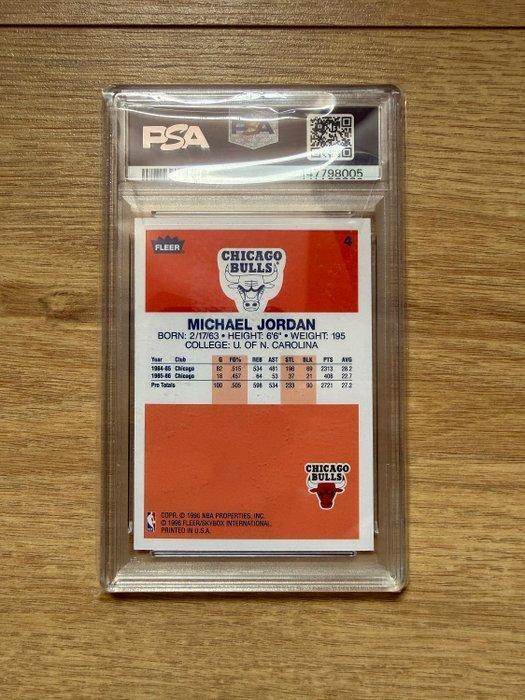 PSA
PSA
47798005
FLEER
4
CHICAGO
BULLS
MICHAEL JORDAN
BORN: 2/17/63 • HEIGHT: 6'6" • WEIGHT: 195
COLLEGE: U. OF N. CAROLINA
Year Club G FG% REB AST STL BLK PTS AVG
1984-85 Chicago 82 .515 534 481 196 69 2313 28.2
1985-86 Chicago 18 .457 64 53 37 21 408 22.7
Pro Totals 100 .505 598 534 233 90 2721 27.2
CHICAGO
BULLS
COPR. © 1996 NBA PROPERTIES, INC.
© 1996 FLEER/SKYBOX INTERNATIONAL.
PRINTED IN U.S.A.